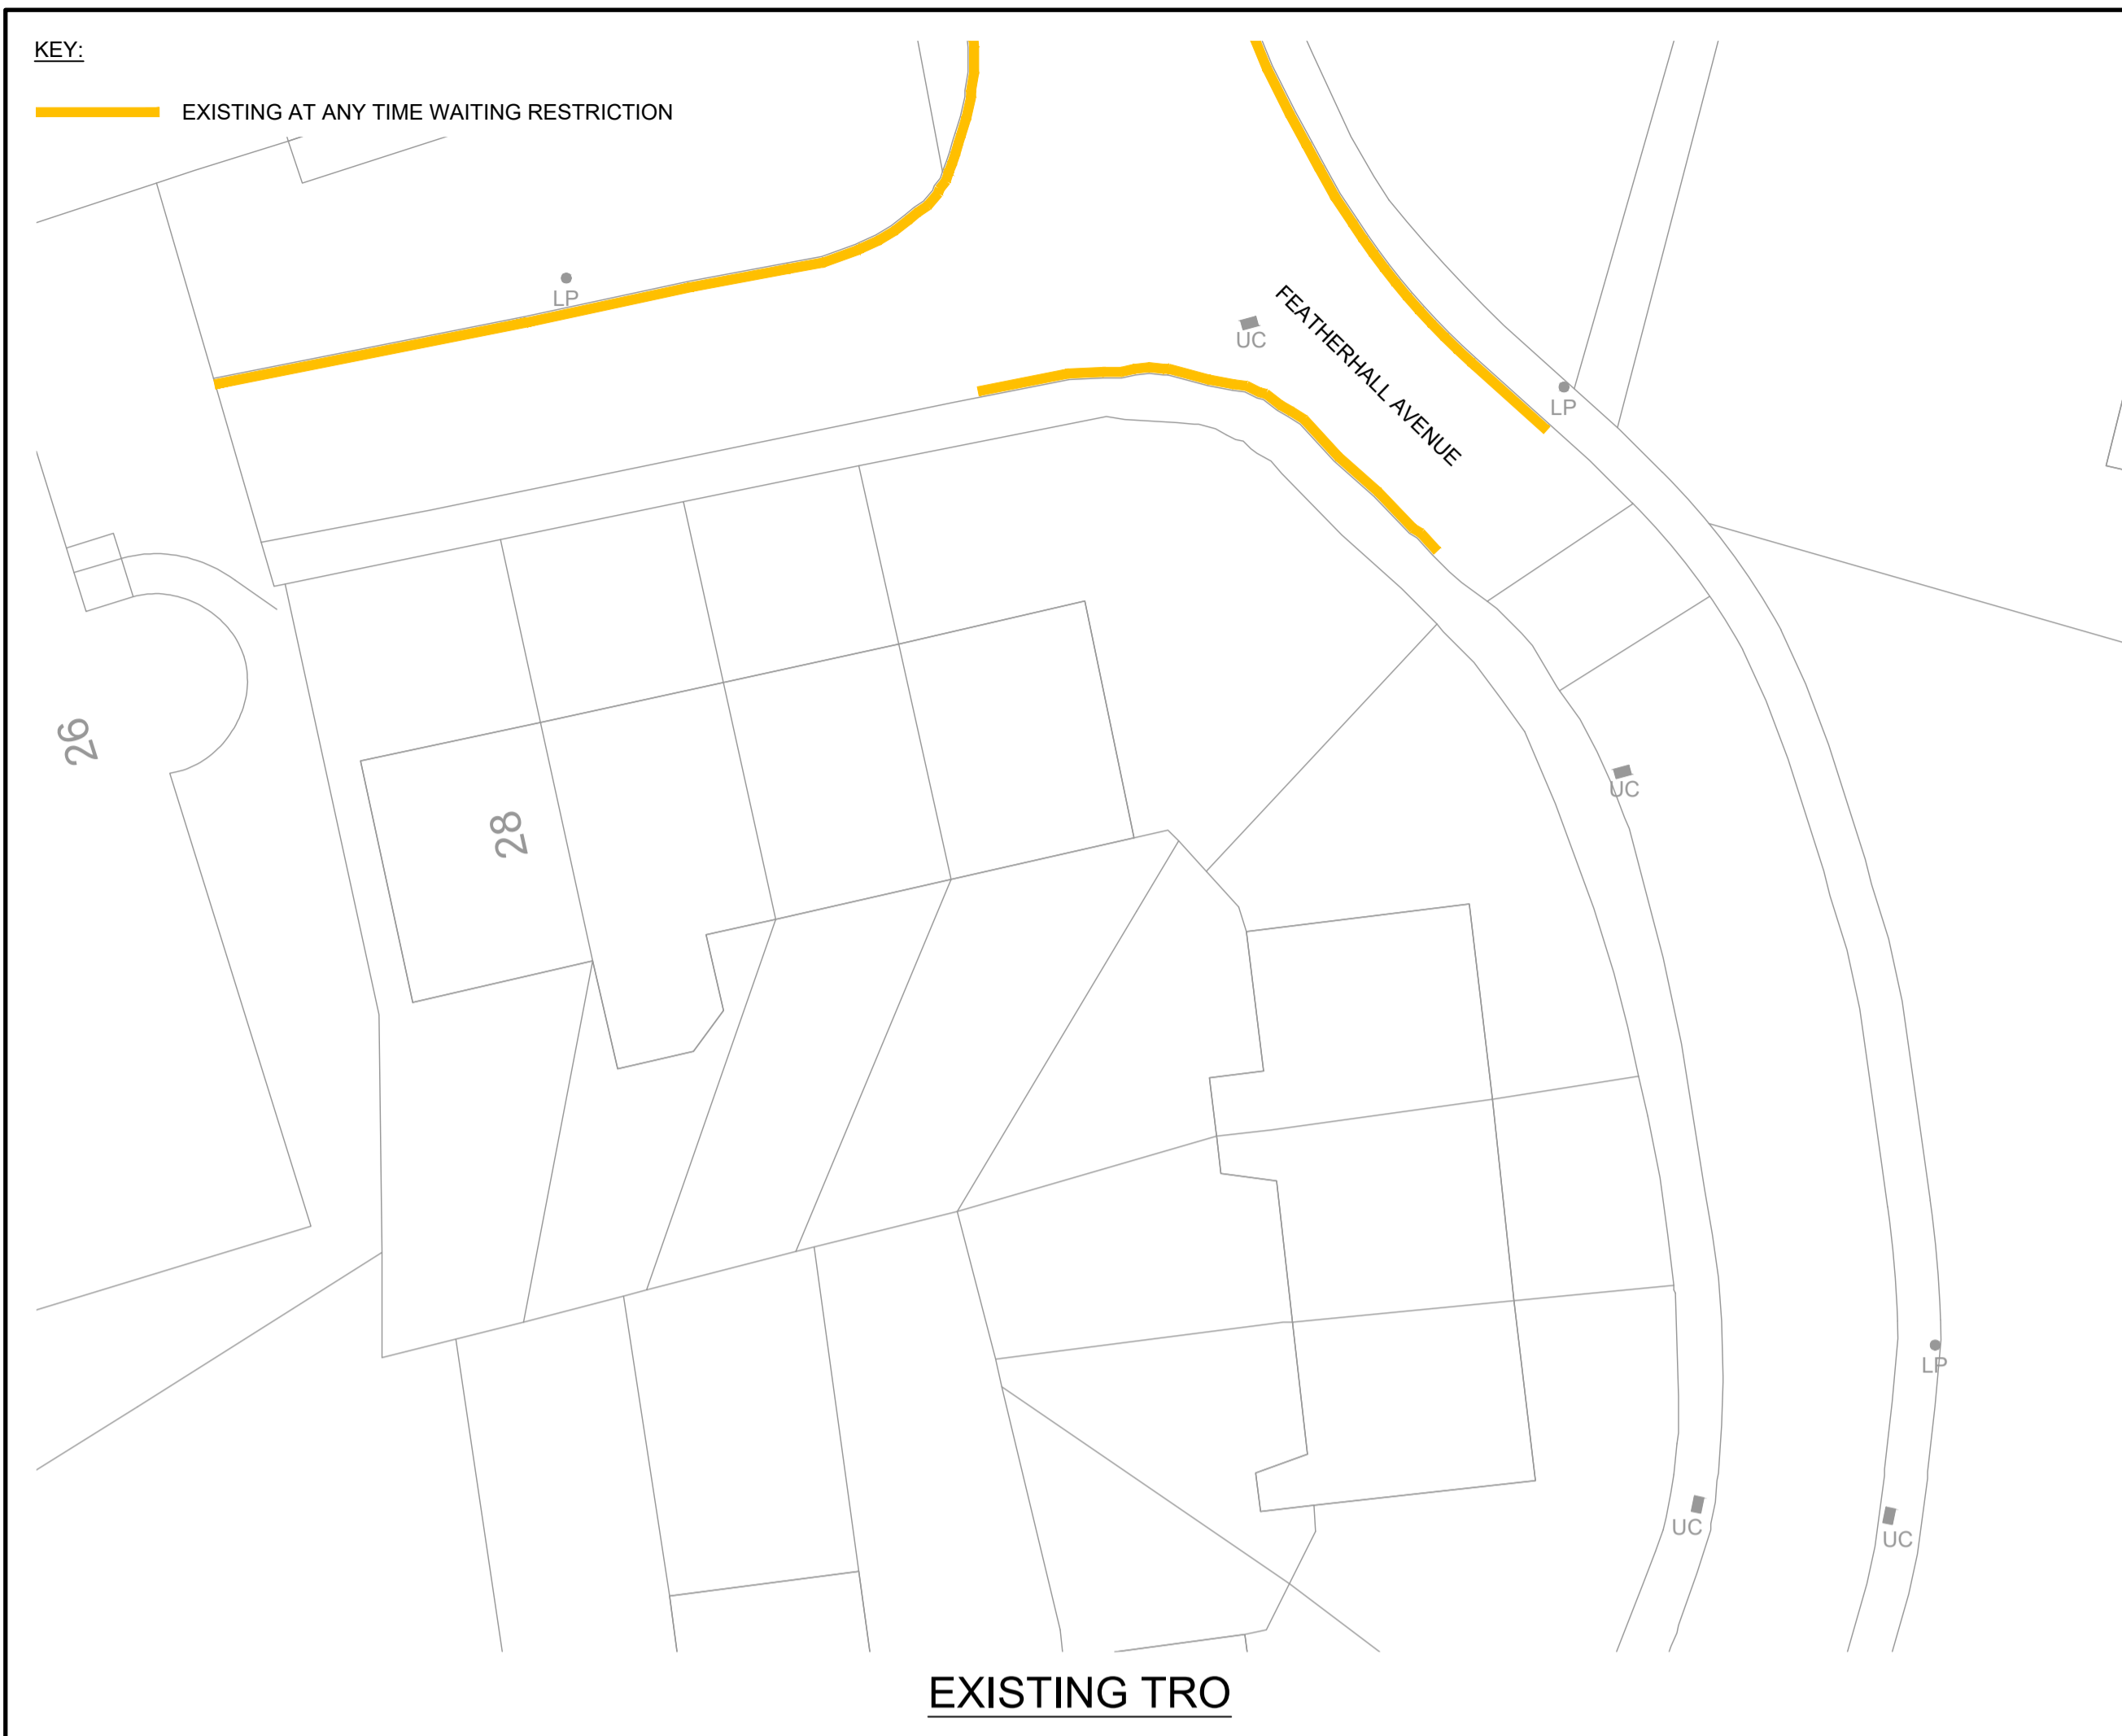 KEY:
EXISTING AT ANY TIME WAITING RESTRICTION
LP
UC
FEATHERHALL AVENUE
LP
26
28
UC
LP
UC
UC
EXISTING TRO